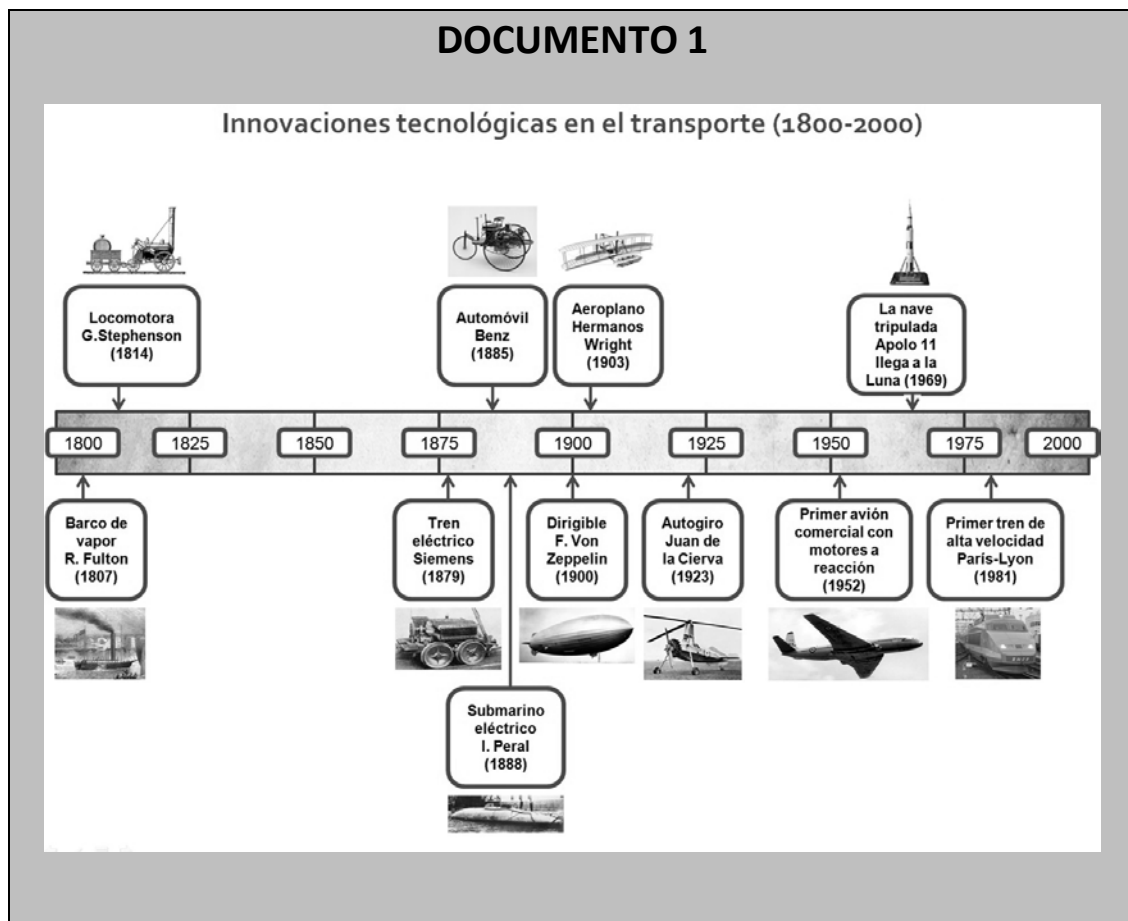 DOCUMENTO 1
Innovaciones tecnológicas en el transporte (1800-2000)
Locomotora
G.Stephenson
(1814)
Automóvil
Benz
(1885)
Aeroplano
Hermanos
Wright
(1903)
La nave
tripulada
Apolo 11
llega a la
Luna (1969)
1800
1825
1850
1875
1900
1925
1950
1975
2000
Barco de
vapor
R. Fulton
(1807)
Tren
eléctrico
Siemens
(1879)
Dirigible
F. Von
Zeppelin
(1900)
Autogiro
Juan de
la Cierva
(1923)
Primer avión
comercial con
motores a
reacción
(1952)
Primer tren de
alta velocidad
París-Lyon
(1981)
Submarino
eléctrico
I. Peral
(1888)